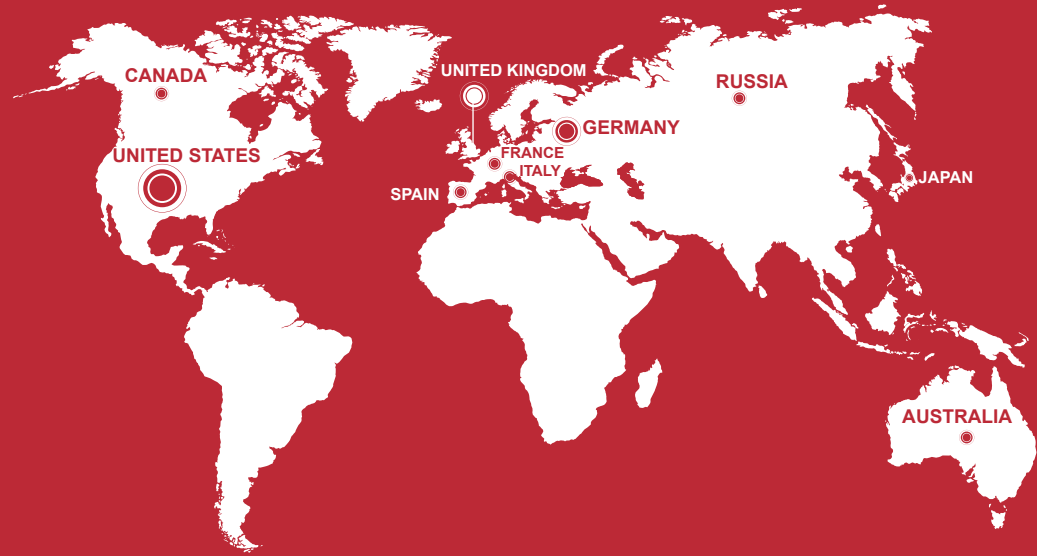 UNITED KINGDOM
CANADA
RUSSIA
GERMANY
FRANCE
UNITED STATES
ITALY
JAPAN
SPAIN
AUSTRALIA